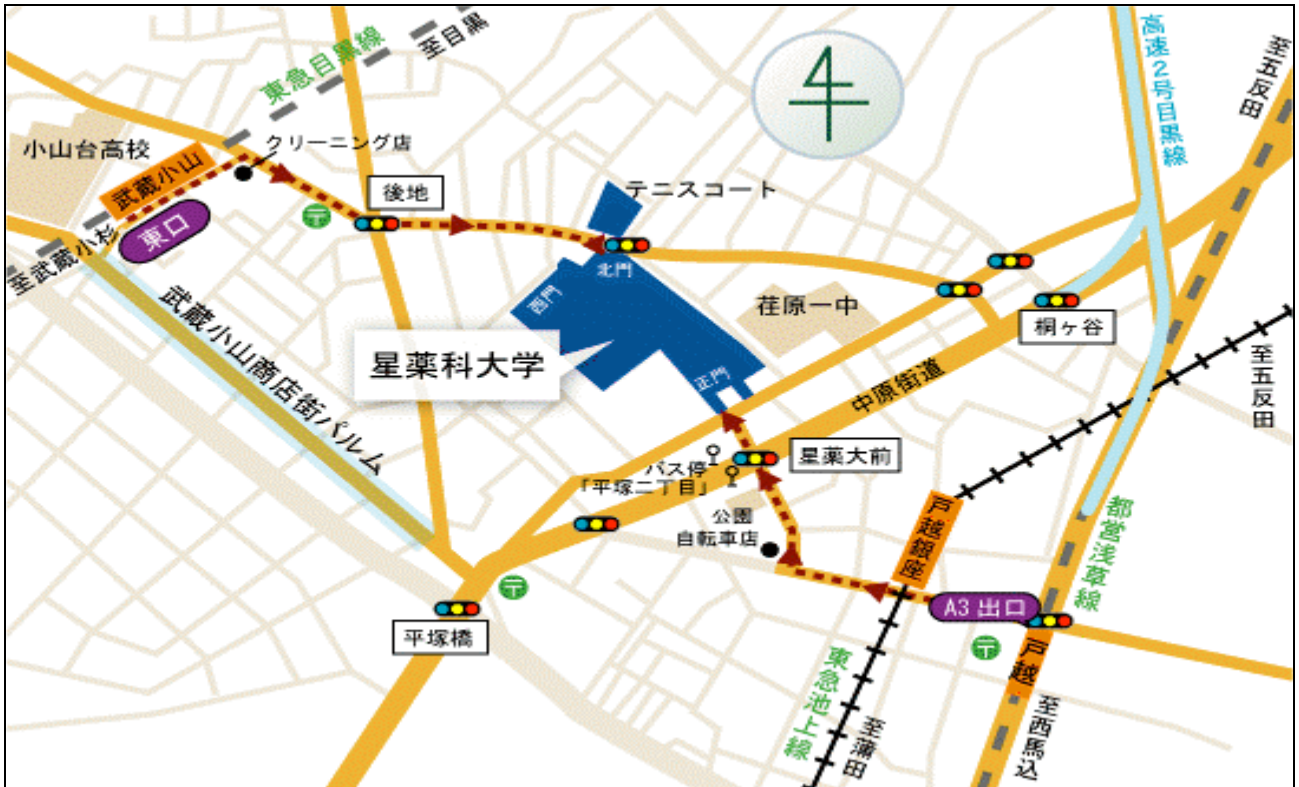 高速2号目黒線
至五反田
至目黒
東急目黒線
小山台高校
クリーニング店
武蔵小山
後地
テニスコート
東口
至武蔵小杉
北門
西門
荏原一中
桐ヶ谷
武蔵小山商店街パルム
星薬科大学
正門
中原街道
至五反田
星薬大前
バス停
「平塚二丁目」
公園
自転車店
戸越銀座
都営浅草線
A3 出口
平塚橋
戸越
東急池上線
至蒲田
至西馬込